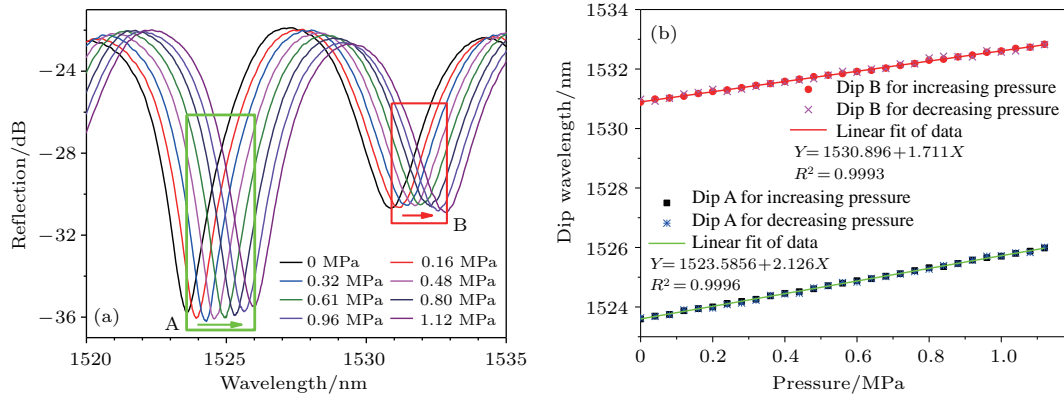 −24
−28
−32
−36
Reflection/dB
(a)
A
B
0 MPa
0.16 MPa
0.32 MPa
0.48 MPa
0.61 MPa
0.80 MPa
0.96 MPa
1.12 MPa
1520
1525
1530
1535
Wavelength/nm
(b)
1534
1532
1530
1528
1526
1524
Dip wavelength/nm
Dip B for increasing pressure
Dip B for decreasing pressure
Linear fit of data
Y=1530.896+1.711X
R²=0.9993
Dip A for increasing pressure
Dip A for decreasing pressure
Linear fit of data
Y=1523.5856+2.126X
R²=0.9996
0
0.2
0.4
0.6
0.8
1.0
Pressure/MPa